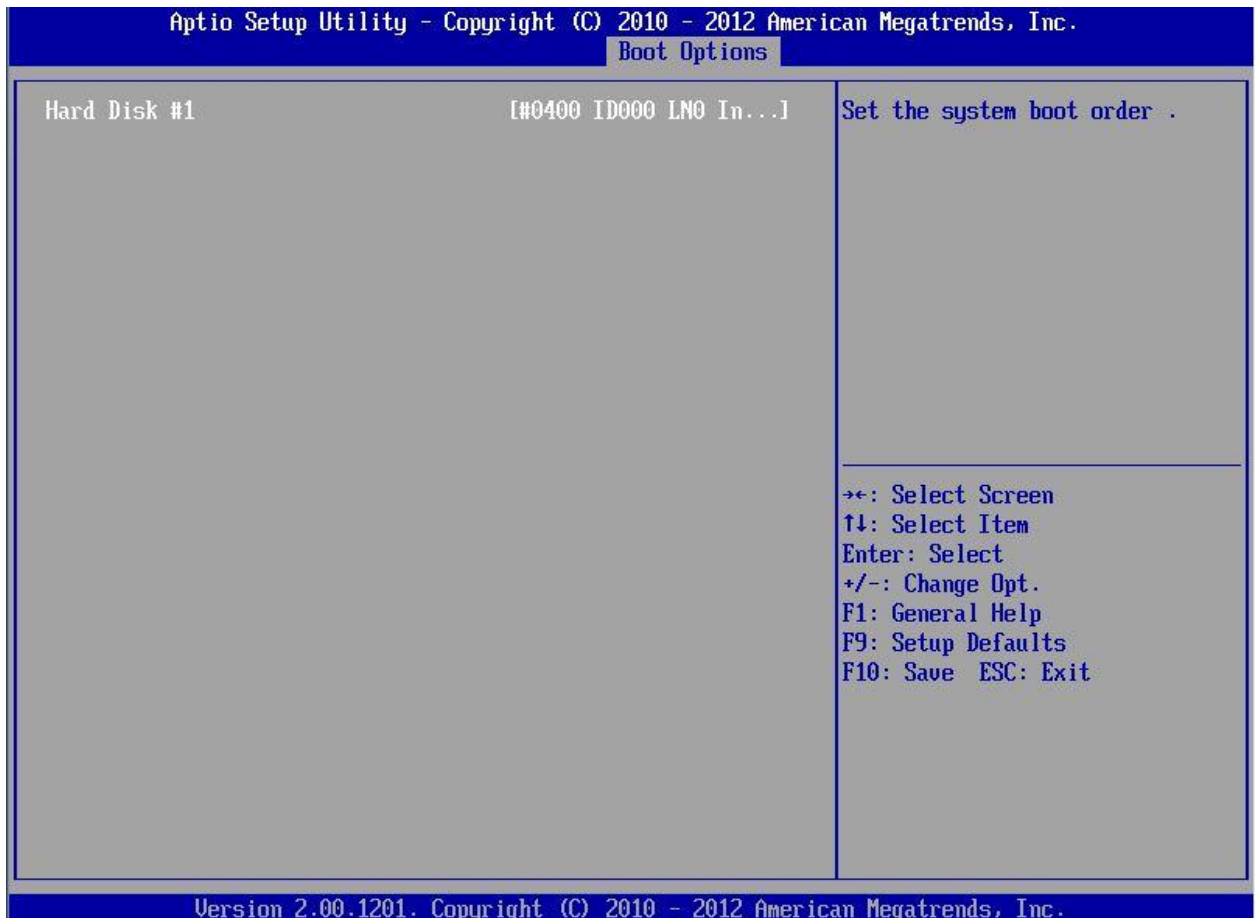 Aptio Setup Utility - Copyright (C) 2010 - 2012 American Megatrends, Inc.
Boot Options
Hard Disk #1 [#0400 ID000 LN0 In...]
Set the system boot order .
→←: Select Screen
↑↓: Select Item
Enter: Select
+/-: Change Opt.
F1: General Help
F9: Setup Defaults
F10: Save ESC: Exit
Version 2.00.1201. Copyright (C) 2010 - 2012 American Megatrends, Inc.